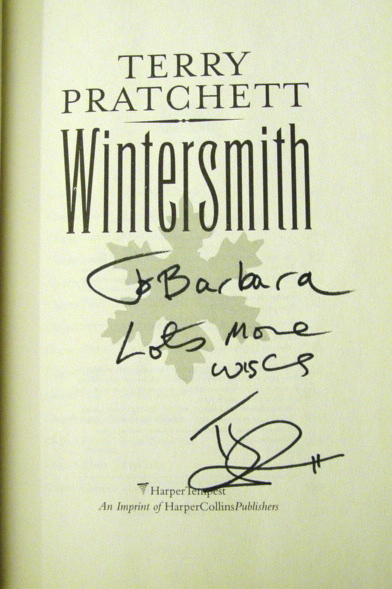 TERRY
PRATCHETT
Wintersmith
To Barbara
Lots More
HarperTempest
An Imprint of HarperCollinsPublishers